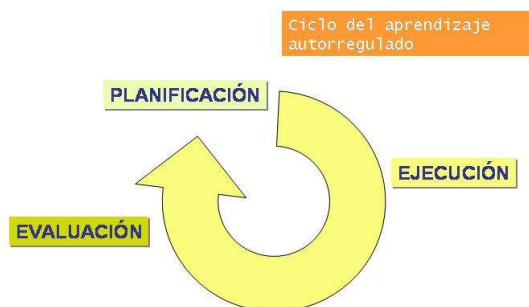 Ciclo del aprendizaje
autorregulado
PLANIFICACIÓN
EJECUCIÓN
EVALUACIÓN